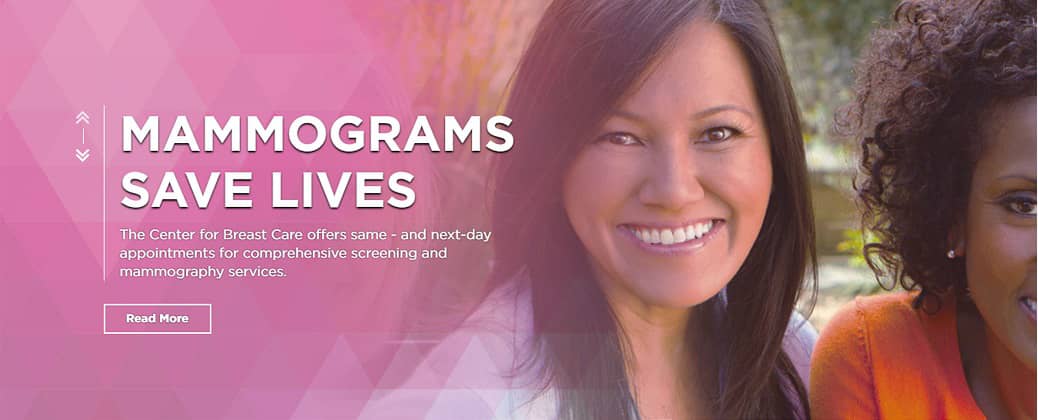 MAMMOGRAMS
SAVE LIVES
The Center for Breast Care offers same - and next-day
appointments for comprehensive screening and
mammography services.
Read More